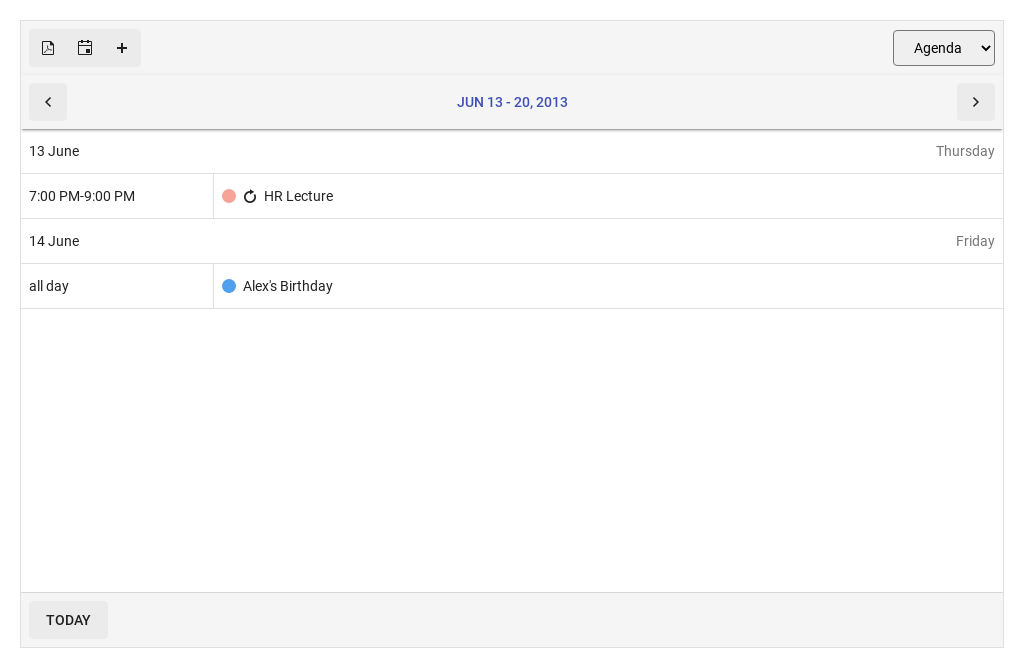 Agenda
JUN 13 - 20, 2013
13 June Thursday
7:00 PM-9:00 PM HR Lecture
14 June Friday
all day Alex's Birthday
TODAY